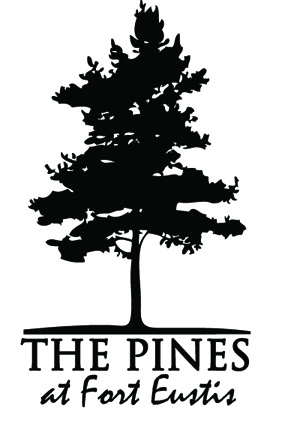 THE PINES
at Fort Eustis